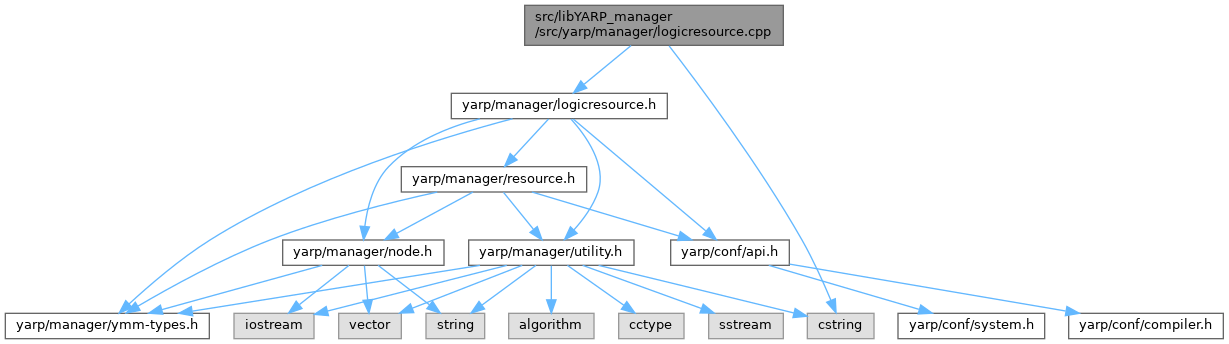 src/libYARP_manager
/src/yarp/manager/logicresource.cpp
yarp/manager/logicresource.h
yarp/manager/resource.h
yarp/manager/node.h
yarp/manager/utility.h
yarp/conf/api.h
yarp/manager/ymm-types.h
iostream
vector
string
algorithm
cctype
sstream
cstring
yarp/conf/system.h
yarp/conf/compiler.h